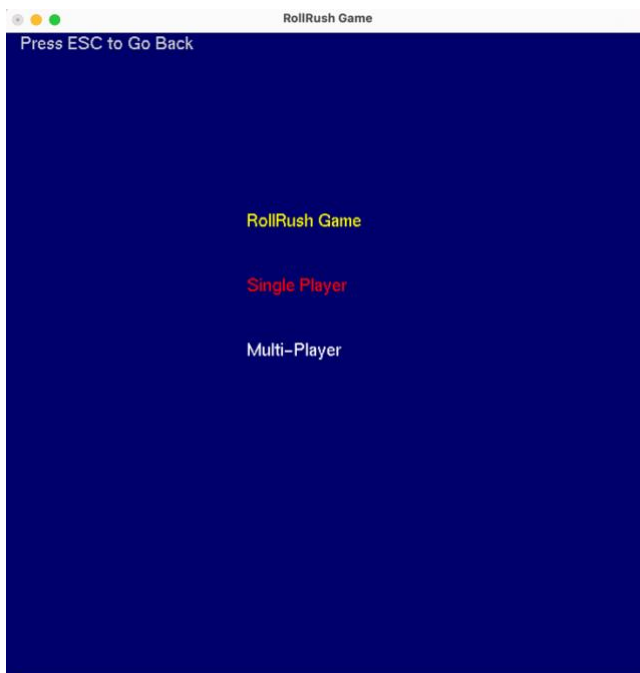 RollRush Game
Press ESC to Go Back
RollRush Game
Single Player
Multi-Player